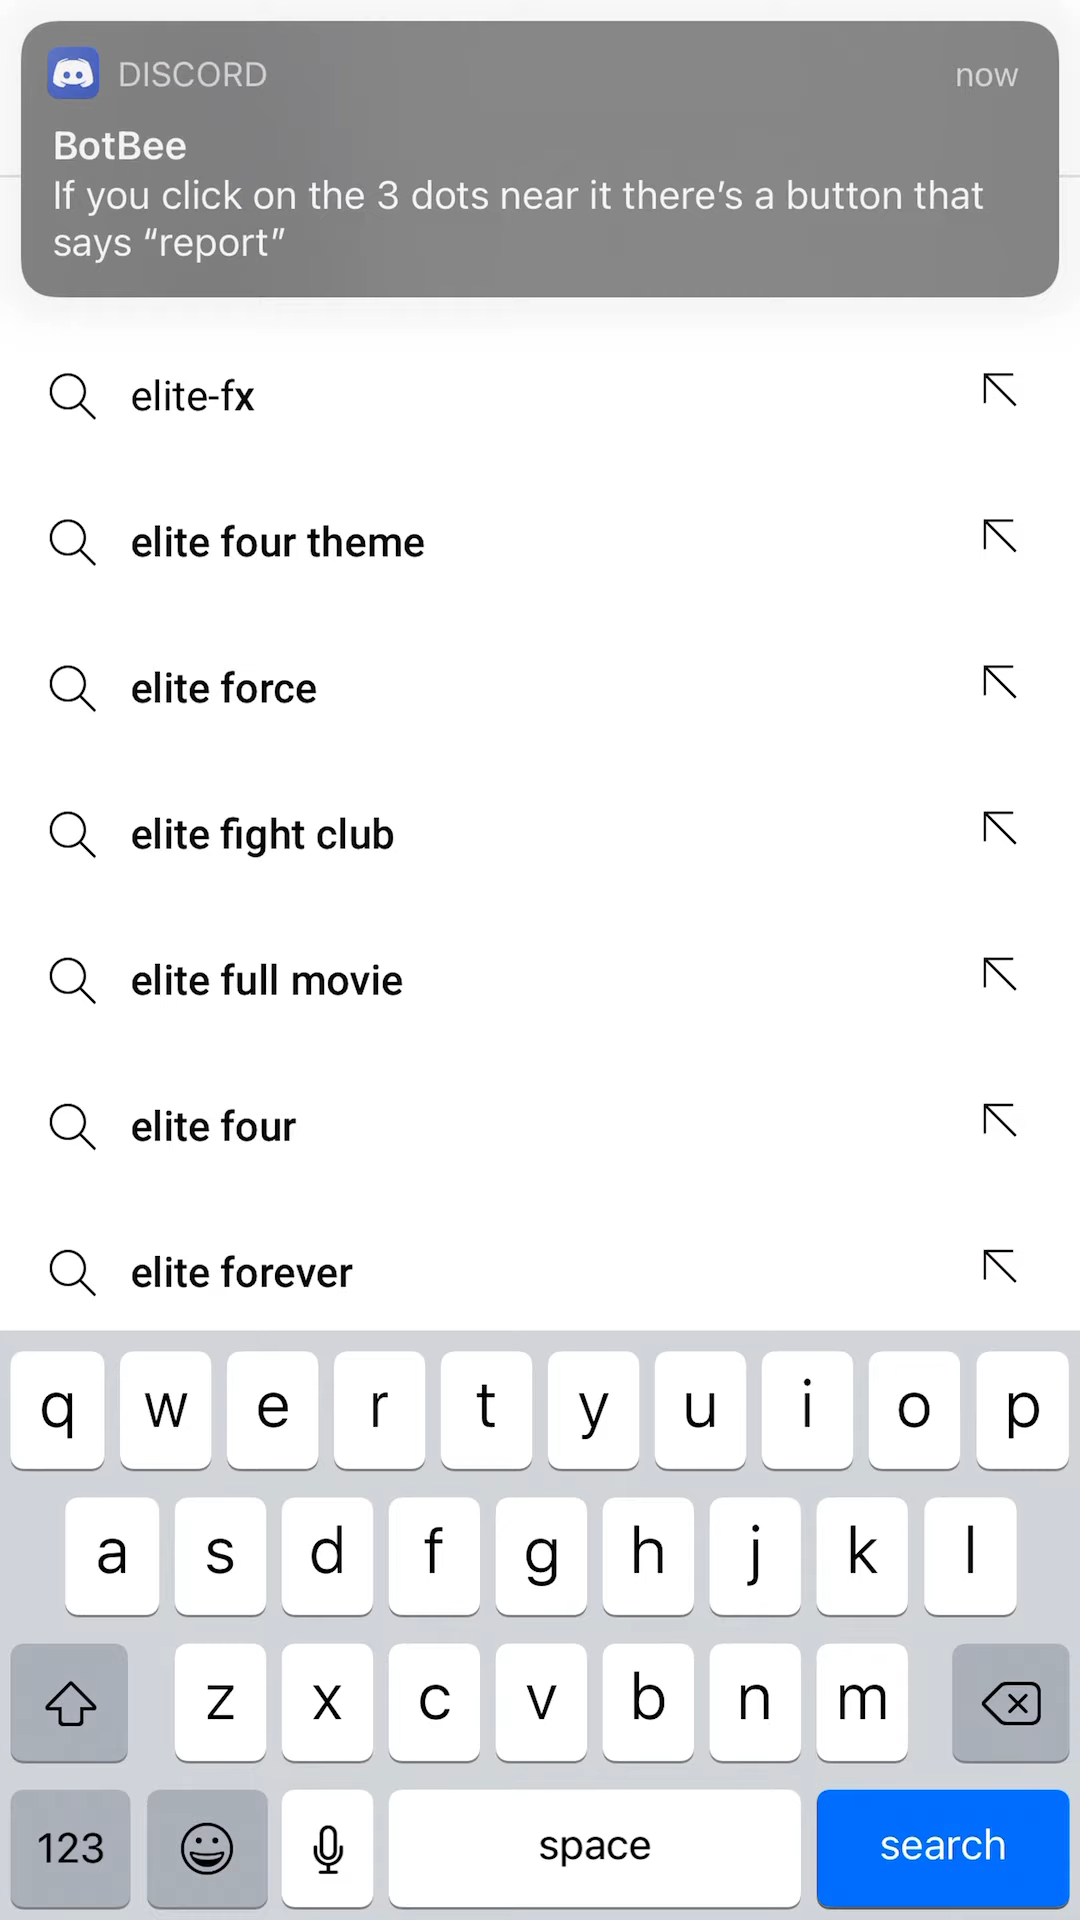 DISCORD
now
BotBee
If you click on the 3 dots near it there’s a button that
says “report”
elite-fx
elite four theme
elite force
elite fight club
elite full movie
elite four
elite forever
q w e r t y u i o p
a s d f g h j k l
z x c v b n m
123 space search